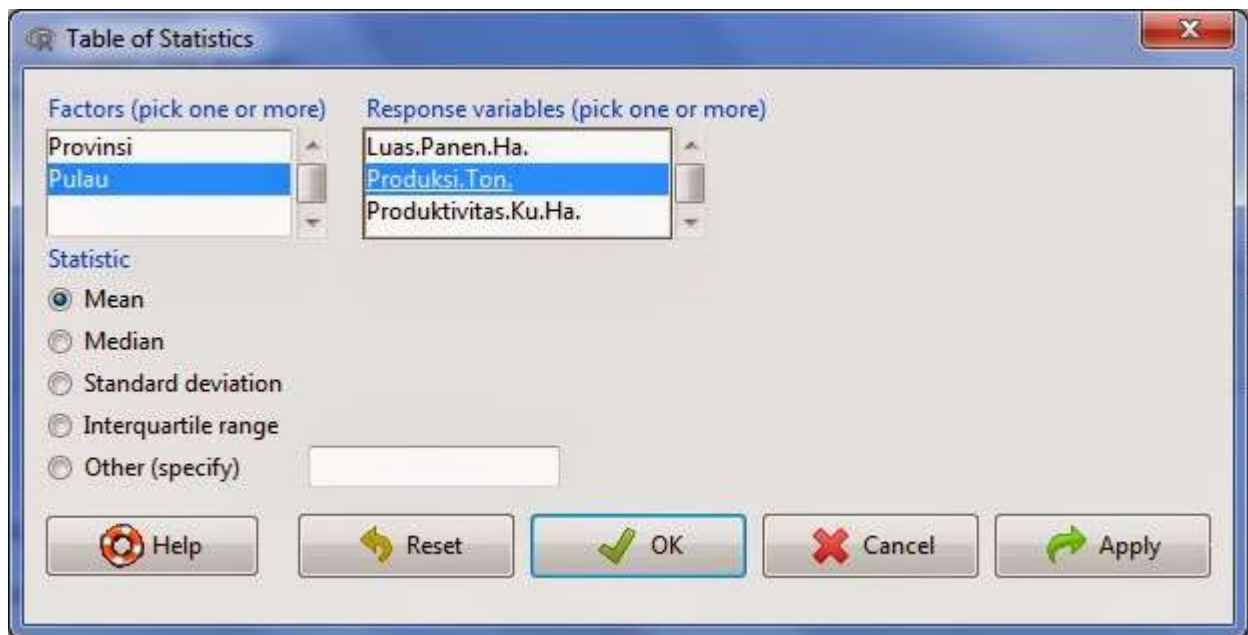 Table of Statistics
Factors (pick one or more)
Response variables (pick one or more)
Provinsi
Pulau
Luas.Panen.Ha.
Produksi.Ton.
Produktivitas.Ku.Ha.
Statistic
Mean
Median
Standard deviation
Interquartile range
Other (specify)
Help
Reset
OK
Cancel
Apply